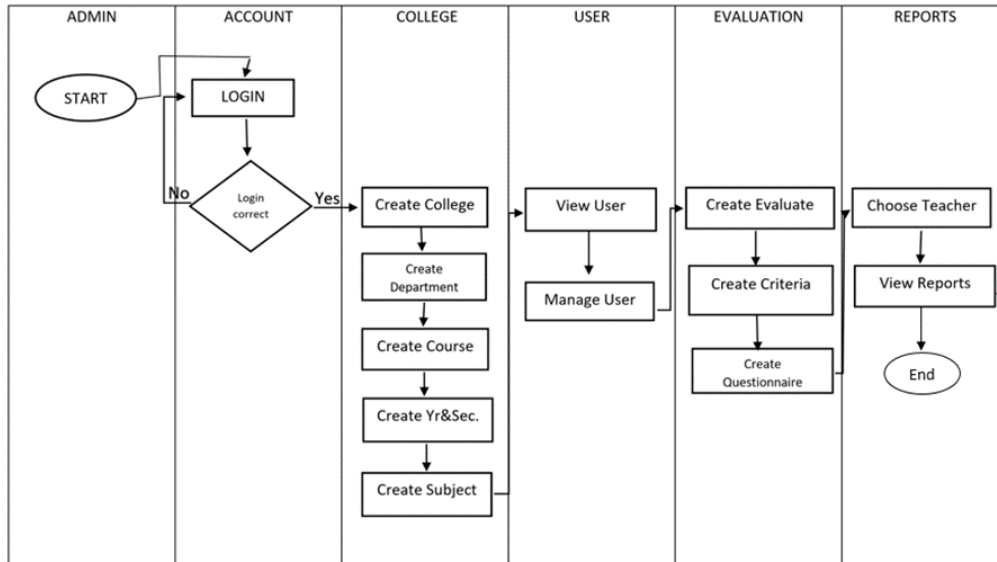 ADMIN
ACCOUNT
COLLEGE
USER
EVALUATION
REPORTS
START
LOGIN
No
Login
correct
Yes
Create College
Create
Department
Create Course
Create Yr&Sec.
Create Subject
View User
Manage User
Create Evaluate
Create Criteria
Create
Questionnaire
Choose Teacher
View Reports
End